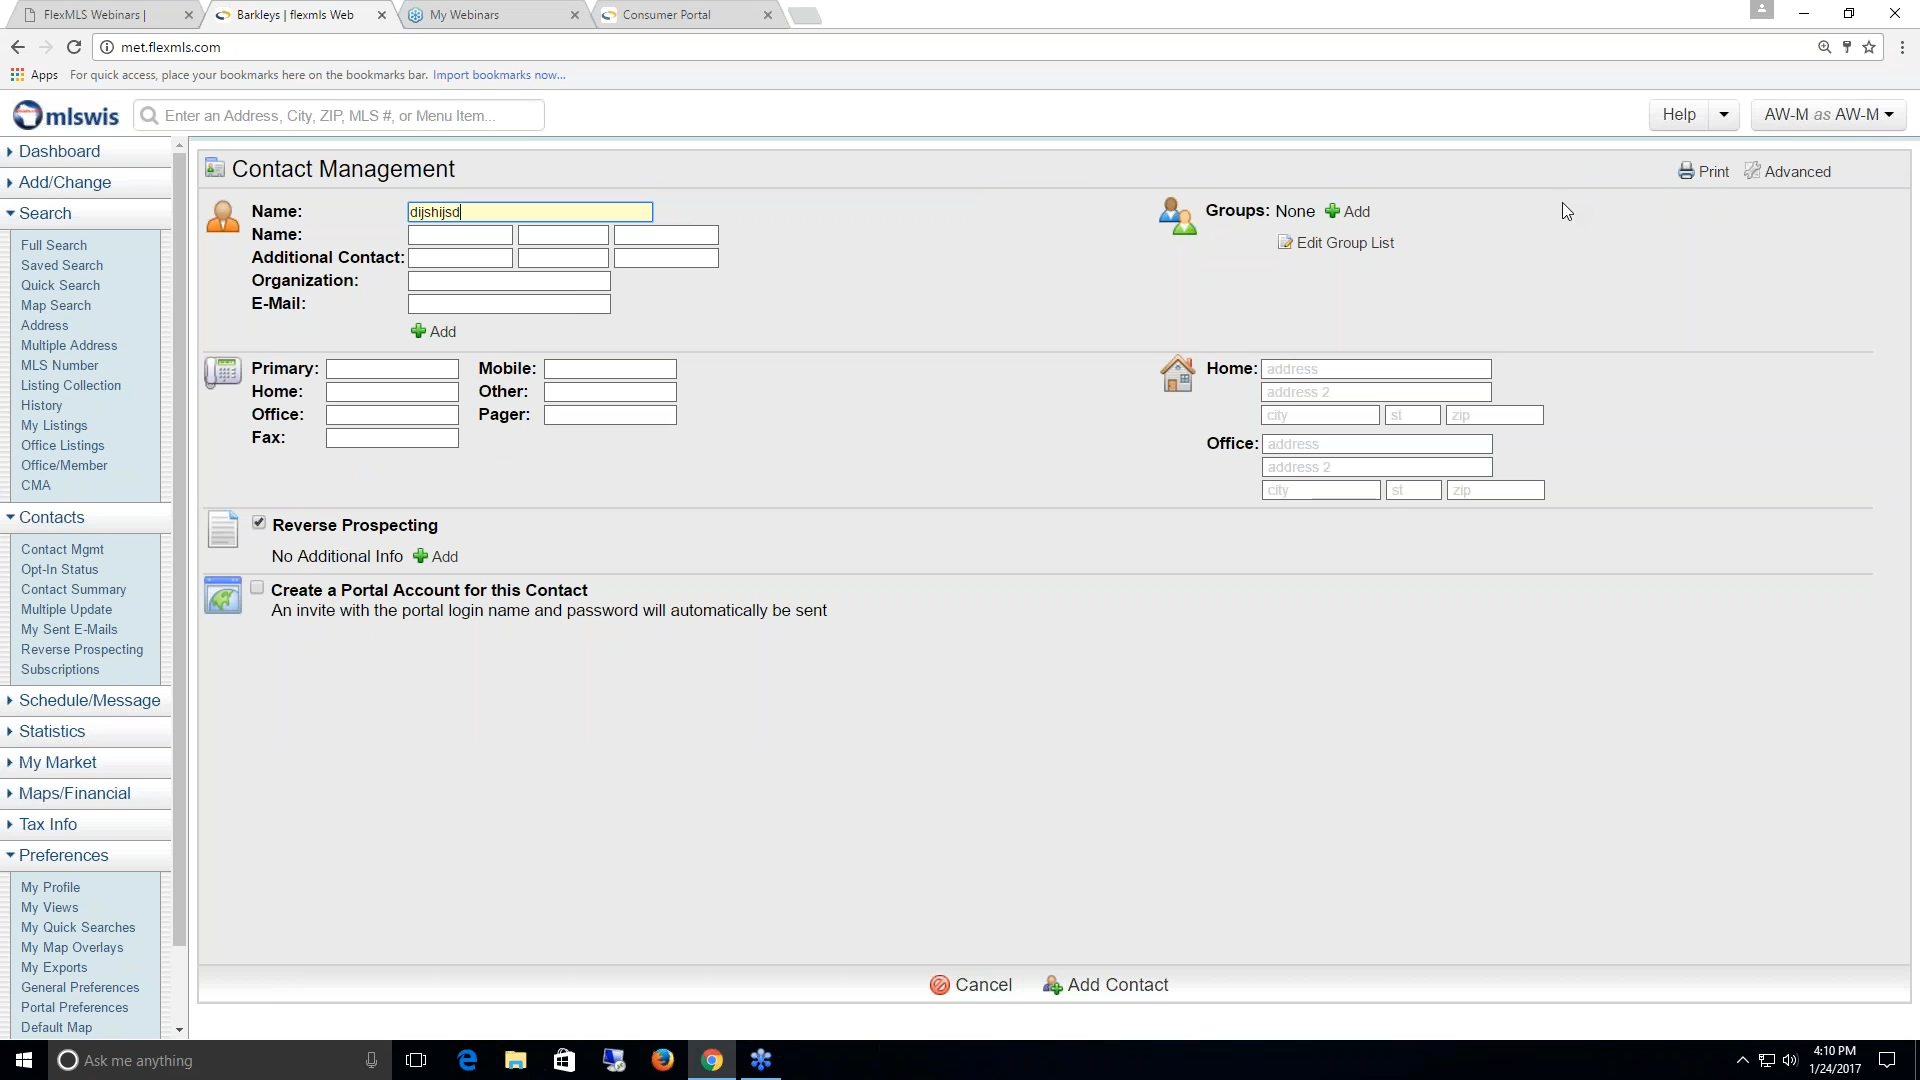 FlexMLS Webinars |
Barkleys | flexmls Web
My Webinars
Consumer Portal
met.flexmls.com
Apps For quick access, place your bookmarks here on the bookmarks bar. Import bookmarks now...
mlswis
Enter an Address, City, ZIP, MLS #, or Menu Item...
Help
AW-M as AW-M
Dashboard
Add/Change
Search
Full Search
Saved Search
Quick Search
Map Search
Address
Multiple Address
MLS Number
Listing Collection
History
My Listings
Office Listings
Office/Member
CMA
Contacts
Contact Mgmt
Opt-In Status
Contact Summary
Multiple Update
My Sent E-Mails
Reverse Prospecting
Subscriptions
Schedule/Message
Statistics
My Market
Maps/Financial
Tax Info
Preferences
My Profile
My Views
My Quick Searches
My Map Overlays
My Exports
General Preferences
Portal Preferences
Default Map
Contact Management
Print Advanced
Name: dijshijsd
Name:
Additional Contact:
Organization:
E-Mail:
Add
Groups: None Add
Edit Group List
Primary: Mobile:
Home: Other:
Office: Pager:
Fax:
Home: address
address 2
city st zip
Office: address
address 2
city st zip
Reverse Prospecting
No Additional Info Add
Create a Portal Account for this Contact
An invite with the portal login name and password will automatically be sent
Cancel Add Contact
Ask me anything
4:10 PM
1/24/2017